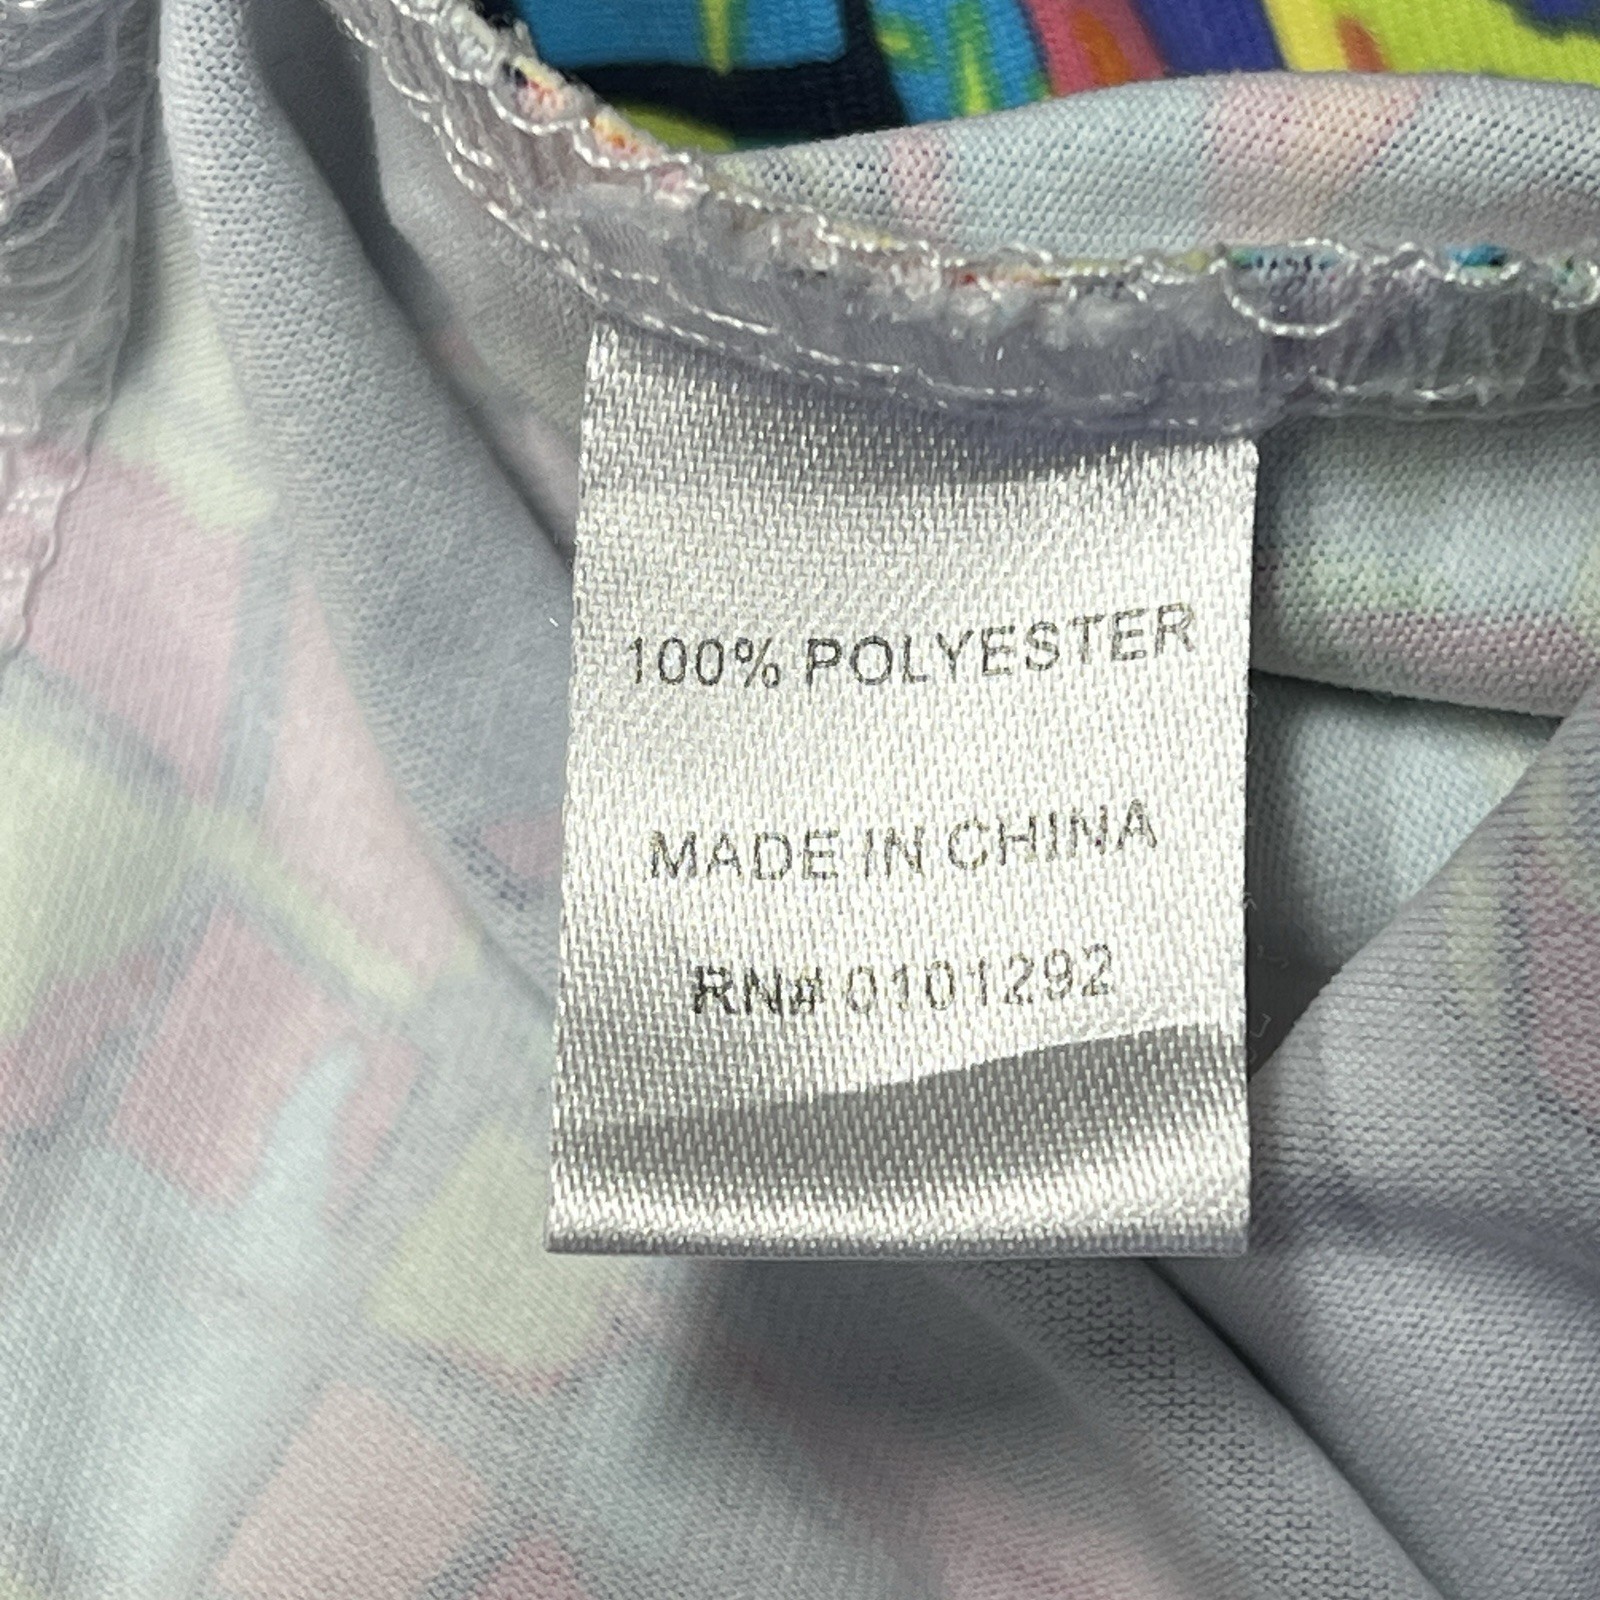 100% POLYESTER
MADE IN CHINA
RN# 0101292